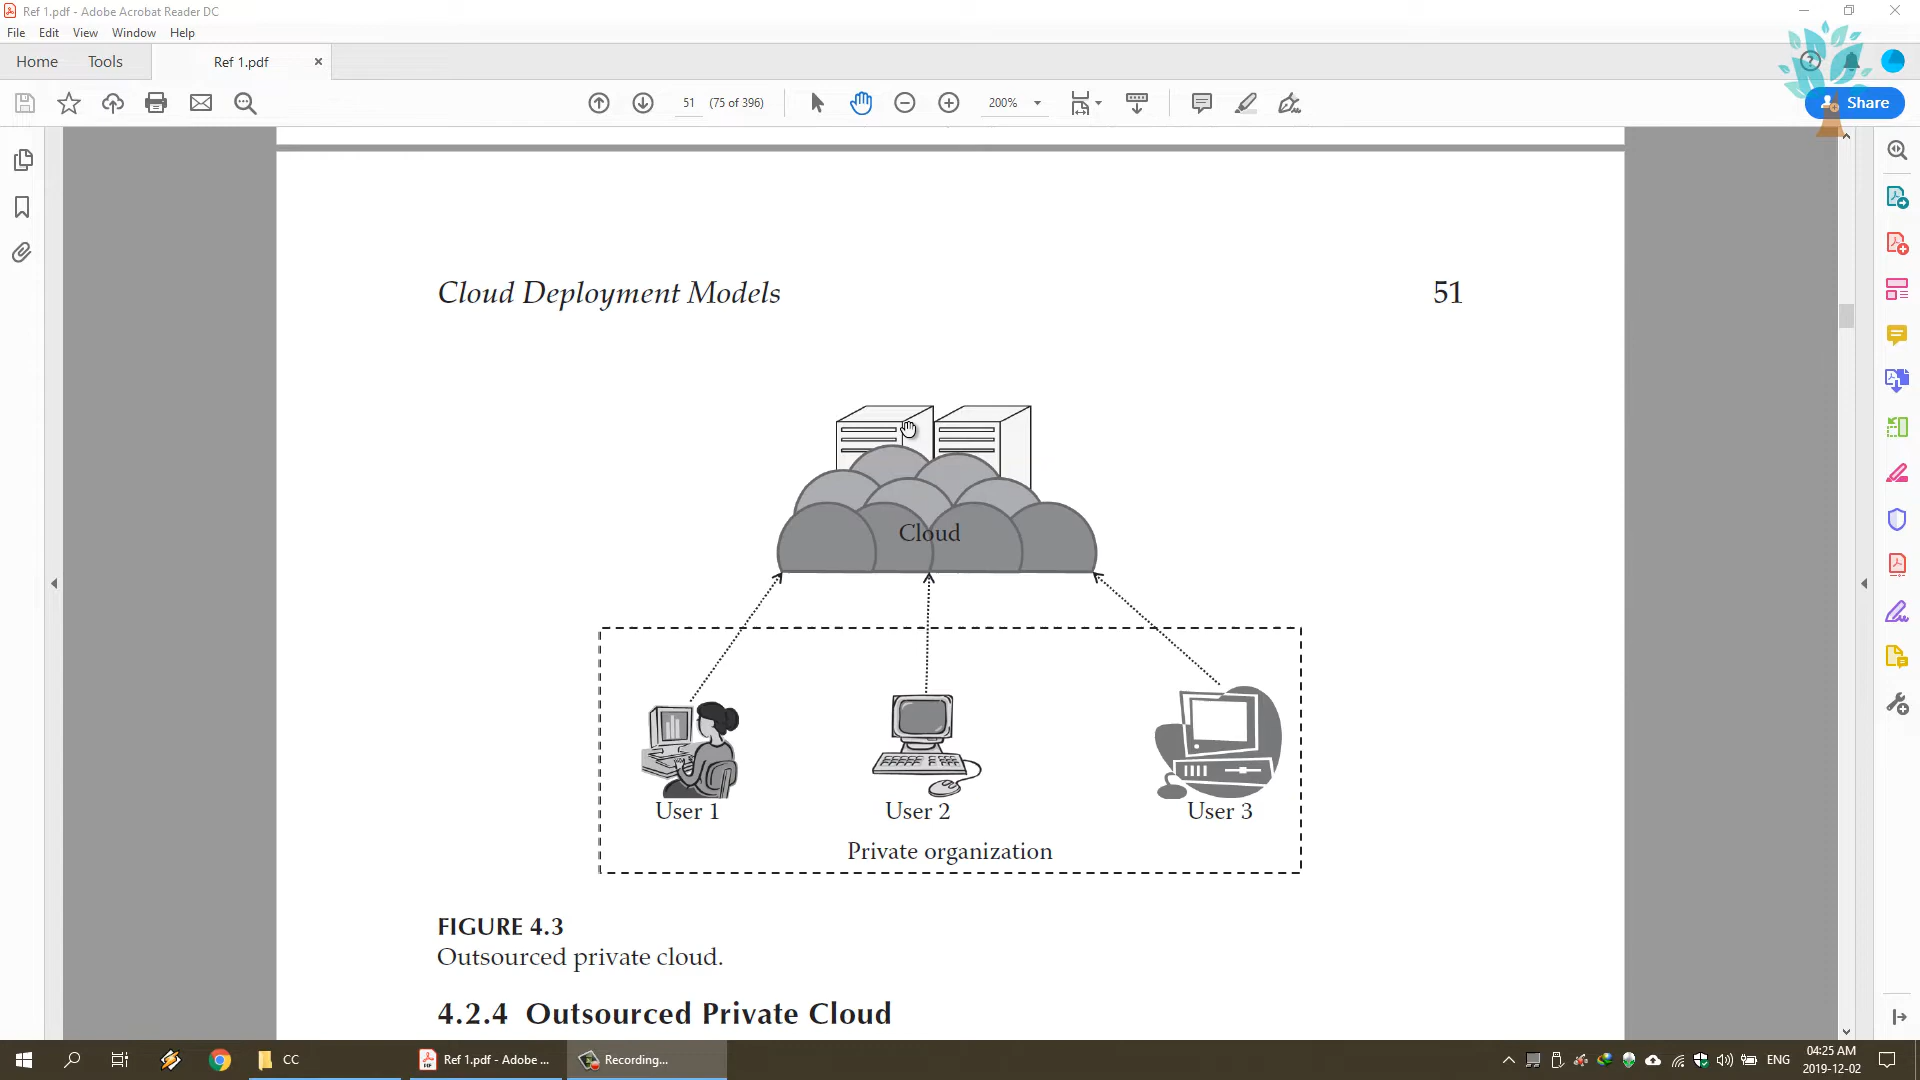 Ref 1.pdf - Adobe Acrobat Reader DC
File Edit View Window Help
Home Tools Ref 1.pdf
51 (75 of 396) 200% Share
Cloud Deployment Models 51
Cloud
User 1 User 2 User 3
Private organization
FIGURE 4.3
Outsourced private cloud.
4.2.4 Outsourced Private Cloud
CC Ref 1.pdf - Adobe ... Recording... ENG 04:25 AM
2019-12-02